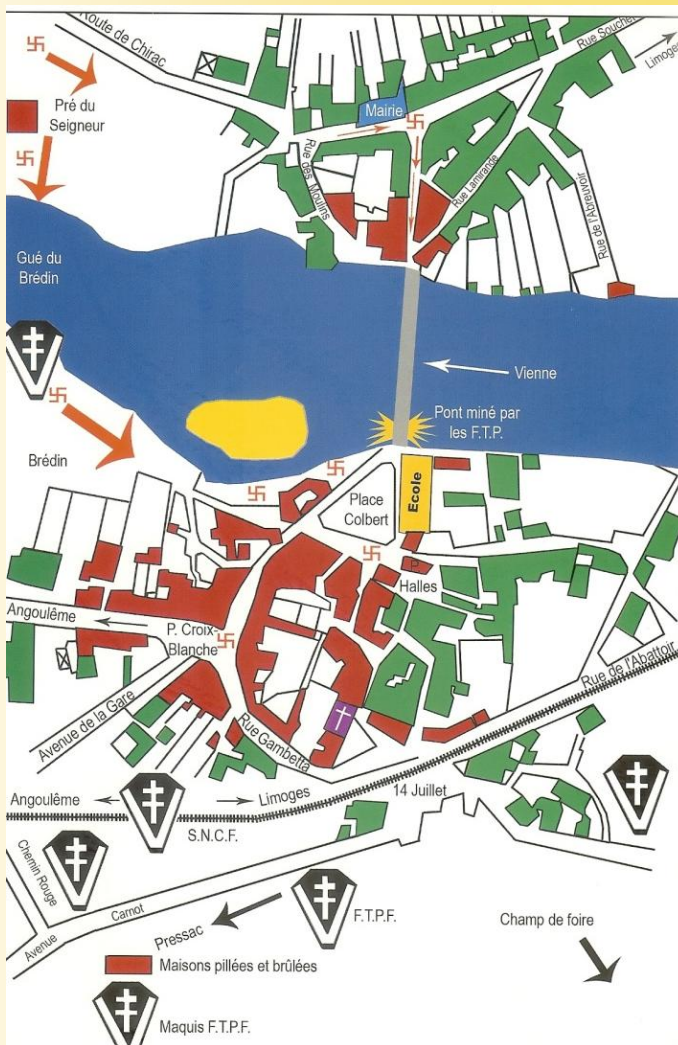 Route de Chirac
Rue Souchet
Limoges
Pré du
Seigneur
Mairie
Rue des Moulins
Rue Lamirande
Rue de l'Abreuvoir
Gué du
Brédin
Vienne
Pont miné par
les F.T.P.
Brédin
Place
Colbert
Ecole
P.
Halles
Angoulême
P. Croix-
Blanche
Rue de l'Abattoir
Avenue de la Gare
Rue Gambetta
Angoulême
Limoges
14 Juillet
S.N.C.F.
Chemin Rouge
Avenue
Carnot
Pressac
F.T.P.F.
Champ de foire
Maisons pillées et brûlées
Maquis F.T.P.F.